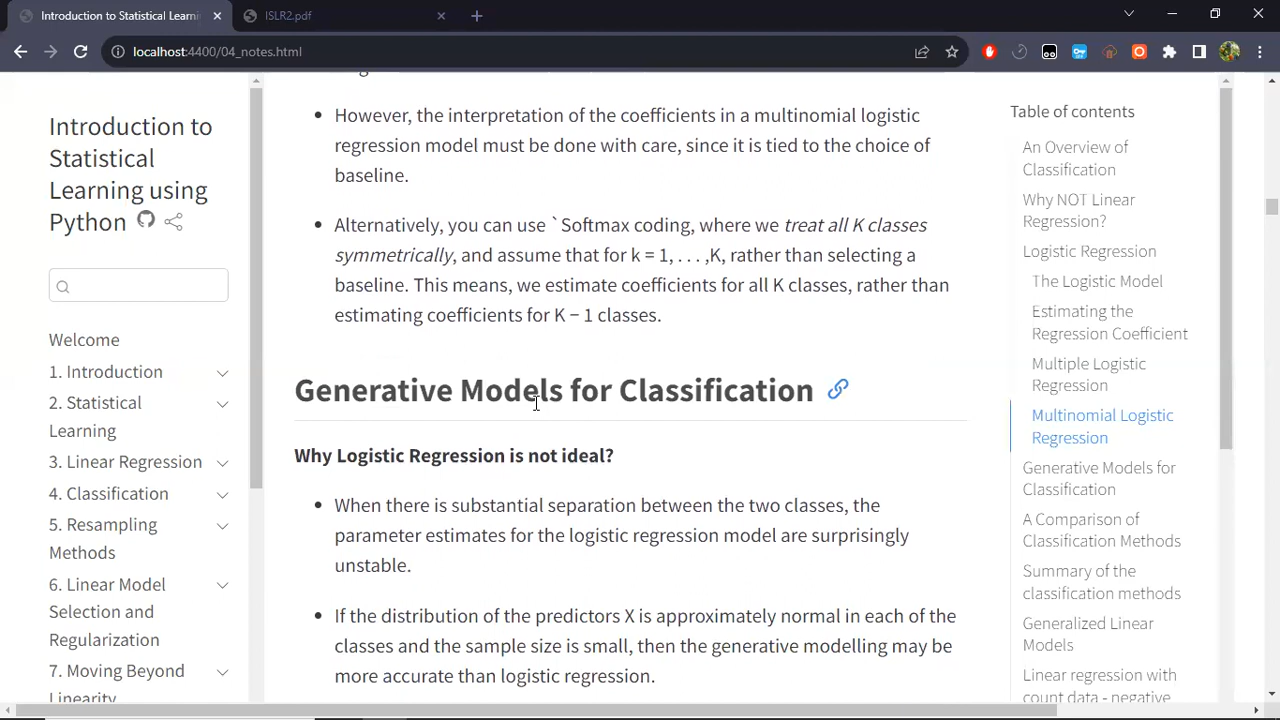 Introduction to Statistical Learni
ISLR2.pdf
localhost:4400/04_notes.html
Introduction to
Statistical
Learning using
Python
Welcome
1. Introduction
2. Statistical
Learning
3. Linear Regression
4. Classification
5. Resampling
Methods
6. Linear Model
Selection and
Regularization
7. Moving Beyond
Linearity
• However, the interpretation of the coefficients in a multinomial logistic
regression model must be done with care, since it is tied to the choice of
baseline.
• Alternatively, you can use `Softmax coding, where we treat all K classes
symmetrically, and assume that for k = 1, . . . ,K, rather than selecting a
baseline. This means, we estimate coefficients for all K classes, rather than
estimating coefficients for K − 1 classes.
Generative Models for Classification
Why Logistic Regression is not ideal?
• When there is substantial separation between the two classes, the
parameter estimates for the logistic regression model are surprisingly
unstable.
• If the distribution of the predictors X is approximately normal in each of the
classes and the sample size is small, then the generative modelling may be
more accurate than logistic regression.
Table of contents
An Overview of
Classification
Why NOT Linear
Regression?
Logistic Regression
The Logistic Model
Estimating the
Regression Coefficient
Multiple Logistic
Regression
Multinomial Logistic
Regression
Generative Models for
Classification
A Comparison of
Classification Methods
Summary of the
classification methods
Generalized Linear
Models
Linear regression with
count data - negative